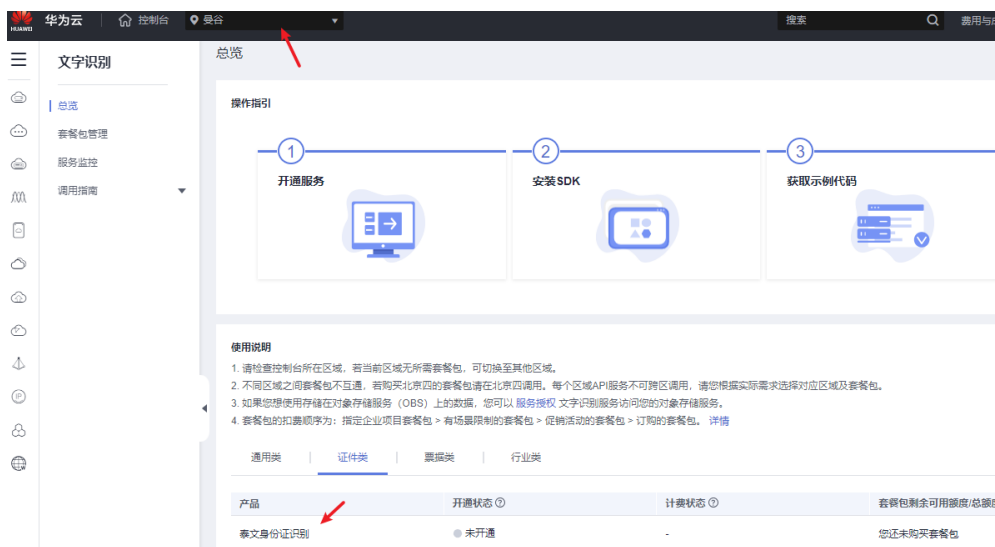 HUAWEI
华为云
控制台
曼谷
搜索
费用与
文字识别
总览
套餐包管理
服务监控
调用指南
总览
操作指引
1
开通服务
2
安装SDK
3
获取示例代码
使用说明
1. 请检查控制台所在区域，若当前区域无所需套餐包，可切换至其他区域。
2. 不同区域之间套餐包不互通，若购买北京四的套餐包请在北京四调用。每个区域API服务不可跨区调用，请您根据实际需求选择对应区域及套餐包。
3. 如果您想使用存储在对象存储服务（OBS）上的数据，您可以 服务授权 文字识别服务访问您的对象存储服务。
4. 套餐包的扣费顺序为：指定企业项目套餐包 > 有场景限制的套餐包 > 促销活动的套餐包 > 订购的套餐包。 详情
通用类 | 证件类 | 票据类 | 行业类
产品 开通状态 ? 计费状态 ? 套餐包剩余可用额度/总额
泰文身份证识别 未开通 - 您还未购买套餐包